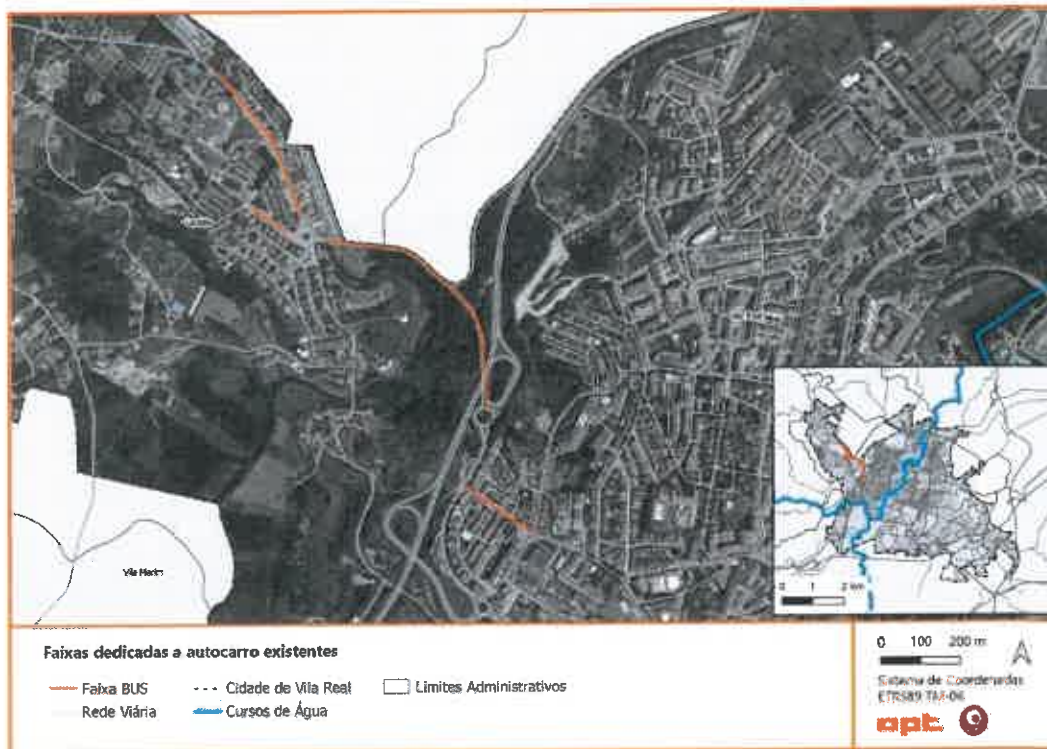 Vila Marim
0 1 2 km
Faixas dedicadas a autocarro existentes
Faixa BUS
Cidade de Vila Real
Limites Administrativos
Rede Viária
Cursos de Água
0 100 200 m
Sistema de Coordenadas
ETRS89 TM-06
opt